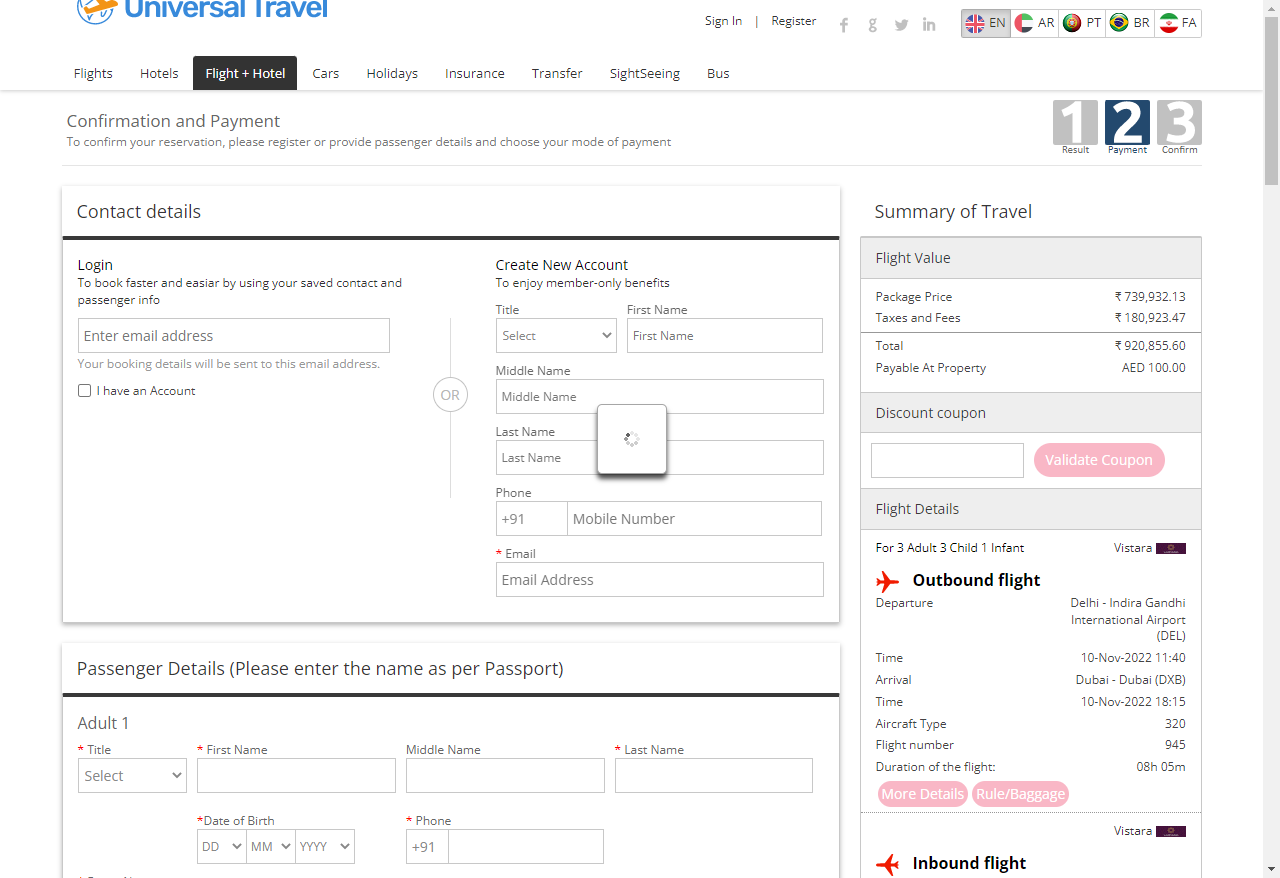 Universal Travel
Sign In | Register
EN AR PT BR FA
Flights Hotels Flight + Hotel Cars Holidays Insurance Transfer SightSeeing Bus
Confirmation and Payment
To confirm your reservation, please register or provide passenger details and choose your mode of payment
1 2 3
Result Payment Confirm
Contact details
Login
To book faster and easiar by using your saved contact and
passenger info
Enter email address
Your booking details will be sent to this email address.
I have an Account
OR
Create New Account
To enjoy member-only benefits
Title First Name
Select First Name
Middle Name
Middle Name
Last Name
Last Name
Phone
+91 Mobile Number
* Email
Email Address
Passenger Details (Please enter the name as per Passport)
Adult 1
* Title * First Name Middle Name * Last Name
Select
*Date of Birth * Phone
DD MM YYYY +91
Summary of Travel
Flight Value
Package Price ₹ 739,932.13
Taxes and Fees ₹ 180,923.47
Total ₹ 920,855.60
Payable At Property AED 100.00
Discount coupon
Validate Coupon
Flight Details
For 3 Adult 3 Child 1 Infant Vistara
Outbound flight
Departure Delhi - Indira Gandhi
International Airport
(DEL)
Time 10-Nov-2022 11:40
Arrival Dubai - Dubai (DXB)
Time 10-Nov-2022 18:15
Aircraft Type 320
Flight number 945
Duration of the flight: 08h 05m
More Details Rule/Baggage
Vistara
Inbound flight